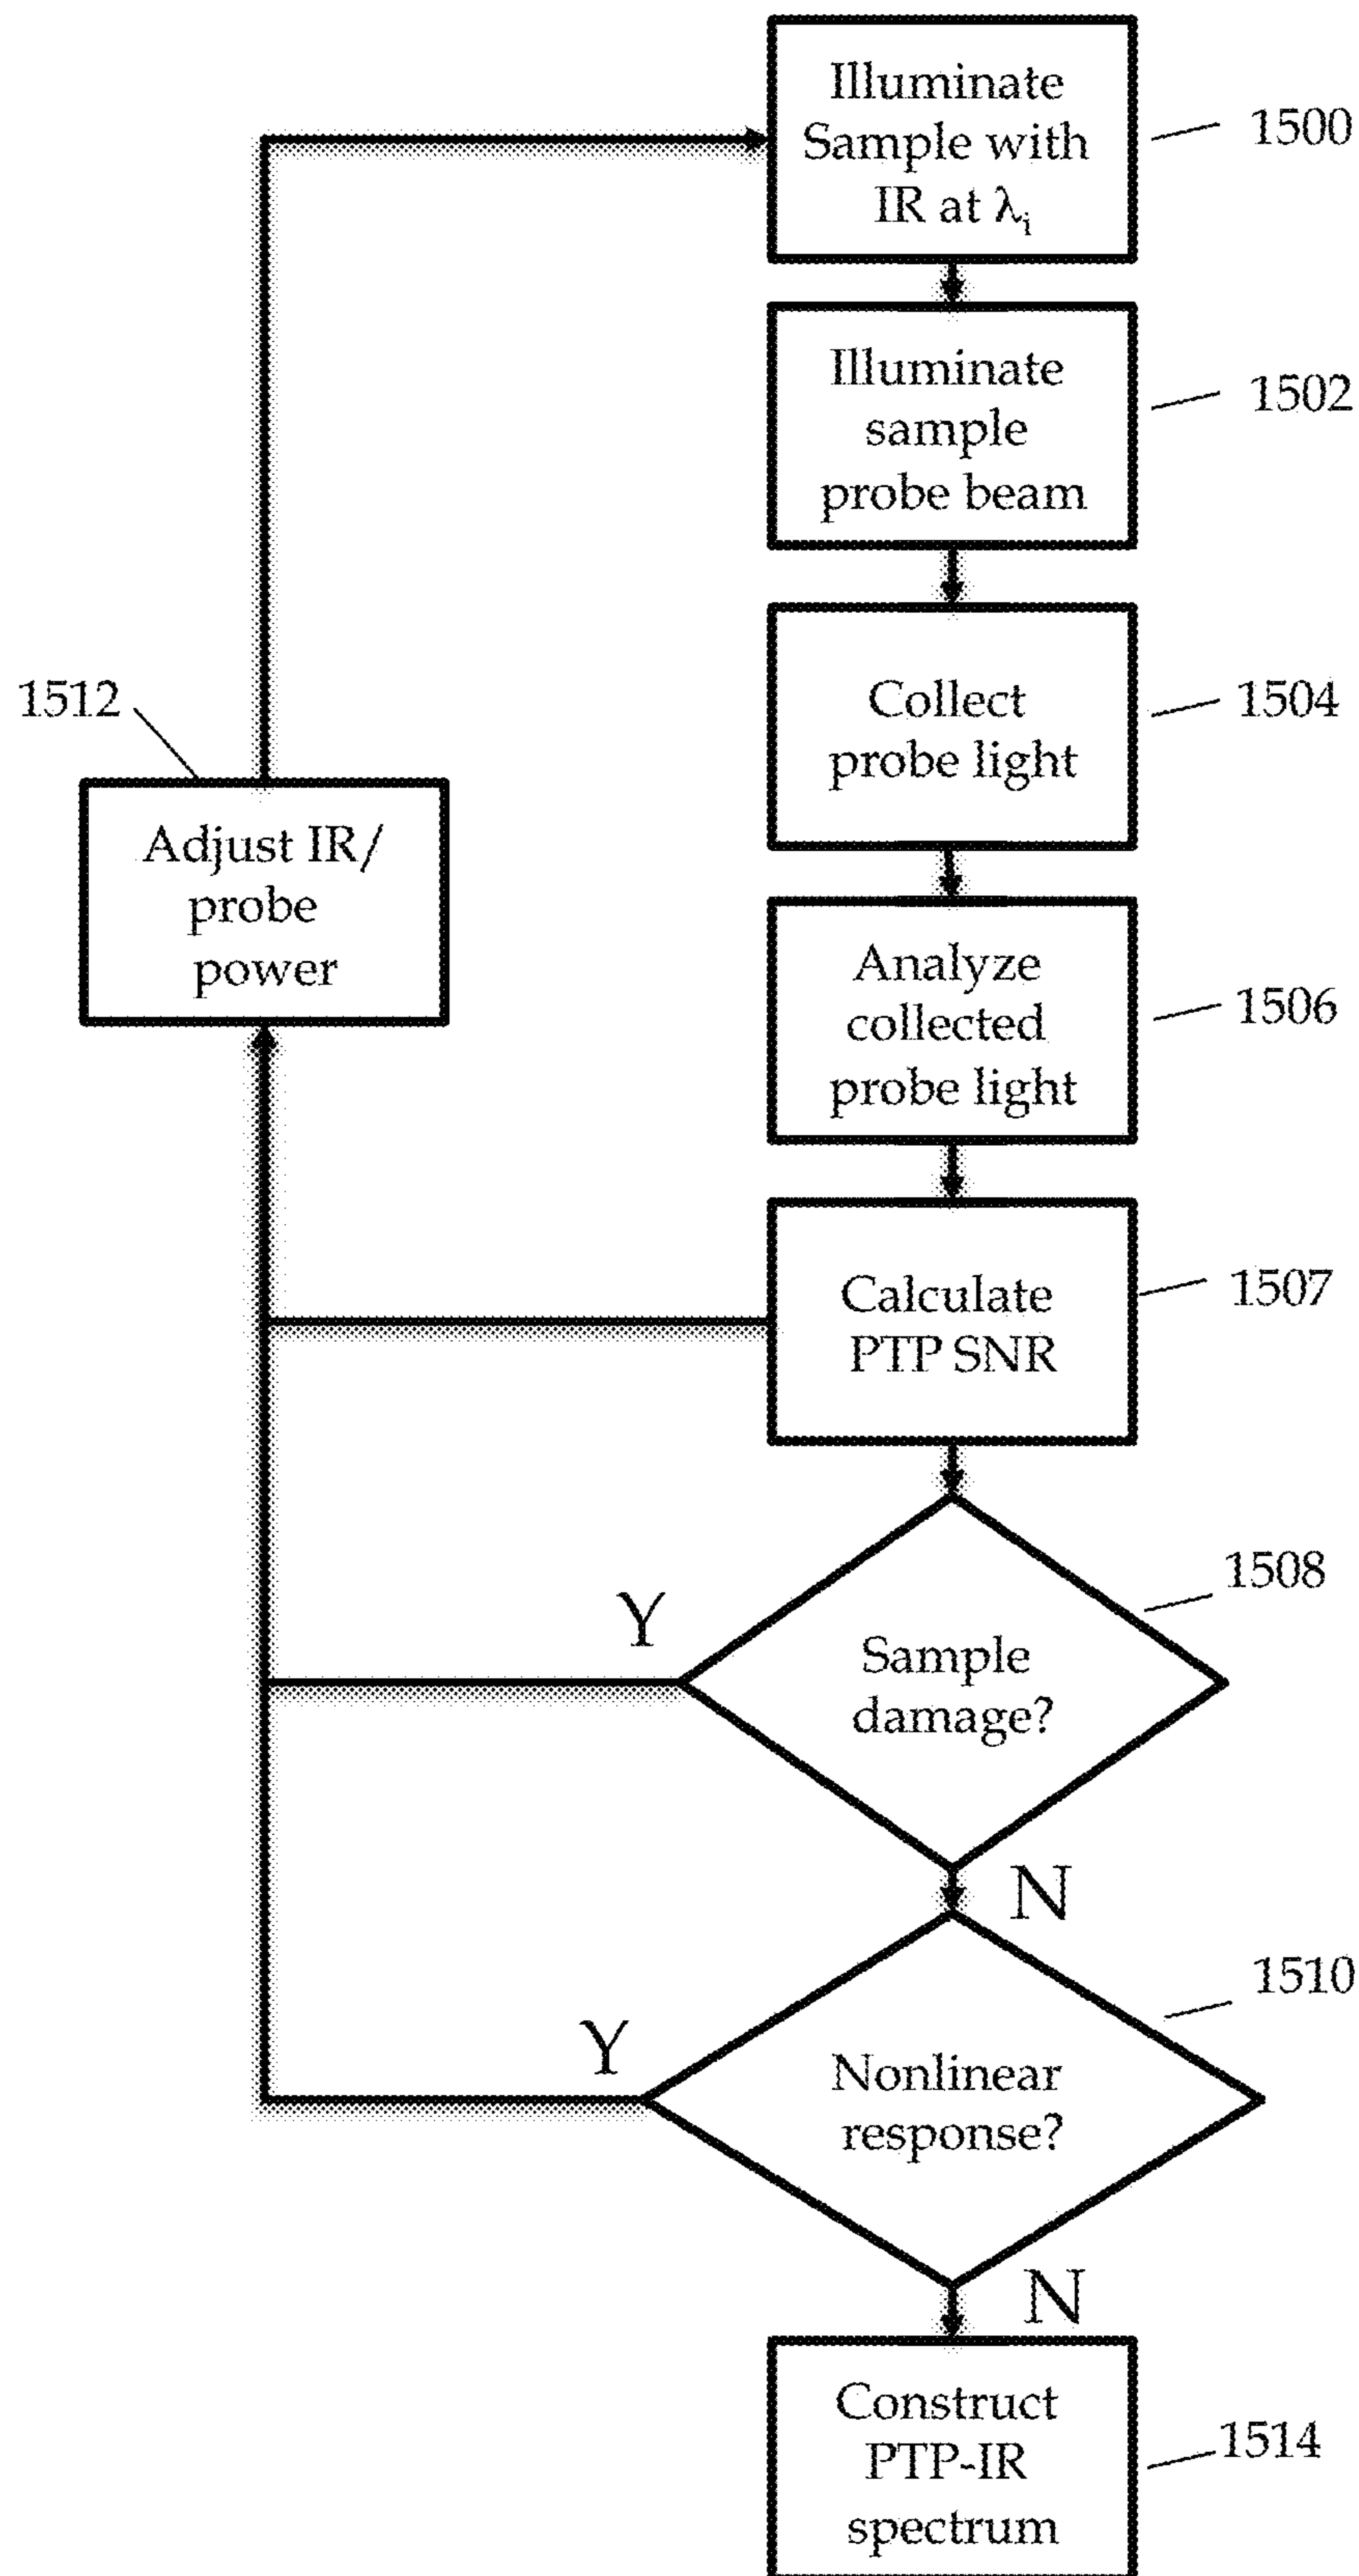 Illuminate
Sample with
IR at λi
1500
Illuminate
sample
probe beam
1502
Collect
probe light
1504
1512
Adjust IR/
probe
power
Analyze
collected
probe light
1506
Calculate
PTP SNR
1507
1508
Y
Sample
damage?
N
1510
Y
Nonlinear
response?
N
Construct
PTP-IR
spectrum
1514